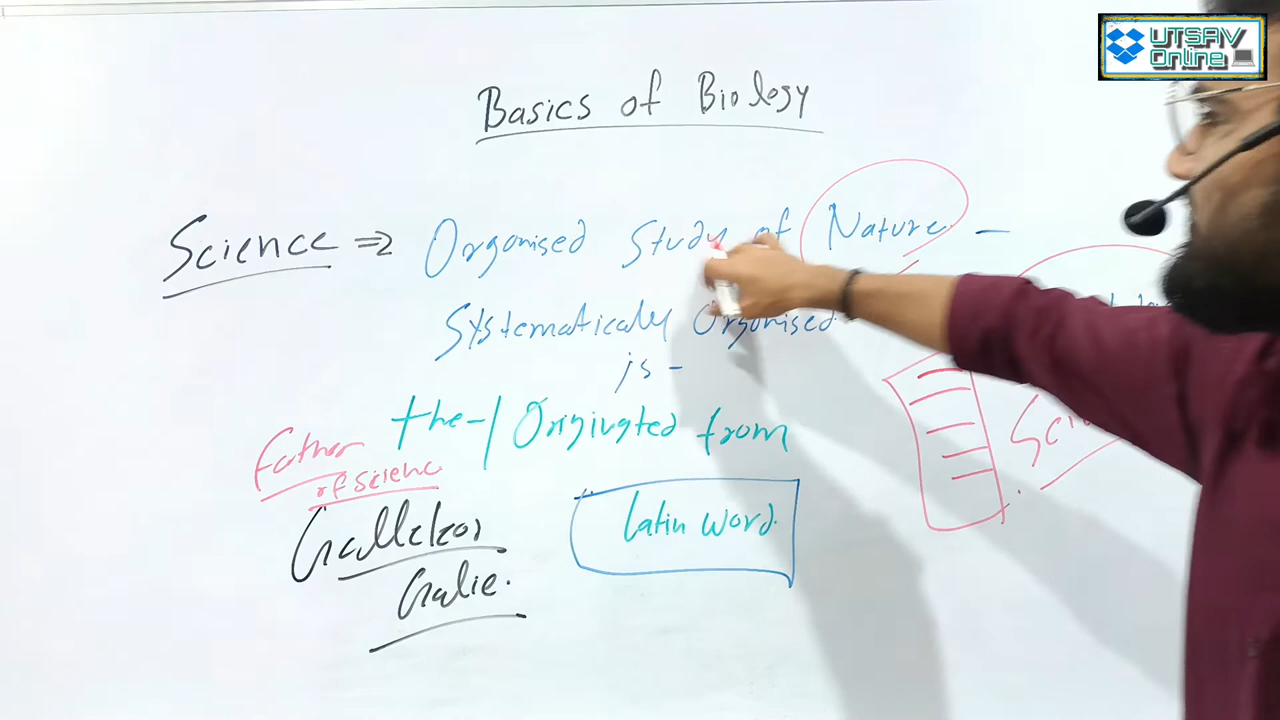 UTSAV
Online
Basics of Biology
Science ⇒ Organised Study of Nature –
Systematically Organised
is -
the-/ Originated from
Father
of science
Galie.
Latin word.